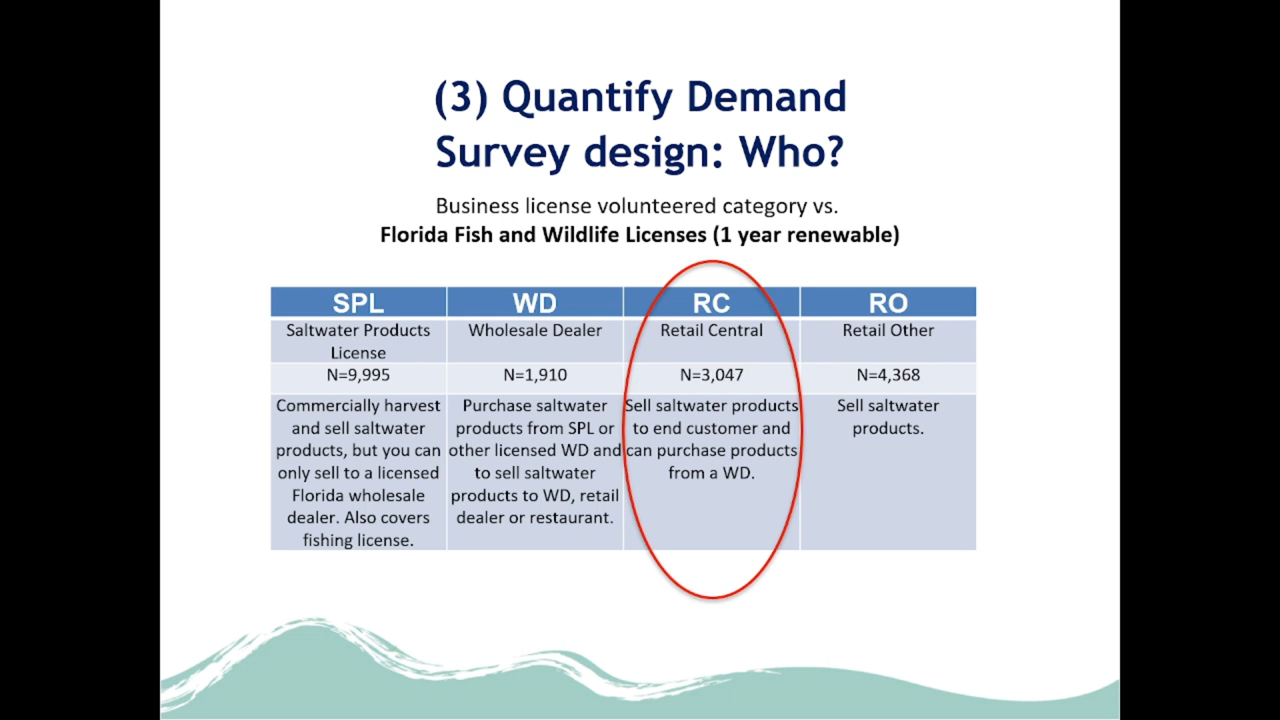 (3) Quantify Demand
Survey design: Who?
Business license volunteered category vs.
Florida Fish and Wildlife Licenses (1 year renewable)
SPL WD RC RO
Saltwater Products License
Wholesale Dealer
Retail Central
Retail Other
N=9,995 N=1,910 N=3,047 N=4,368
Commercially harvest
and sell saltwater
products, but you can
only sell to a licensed
Florida wholesale
dealer. Also covers
fishing license.
Purchase saltwater
products from SPL or
other licensed WD and
to sell saltwater
products to WD, retail
dealer or restaurant.
Sell saltwater products
to end customer and
can purchase products
from a WD.
Sell saltwater
products.